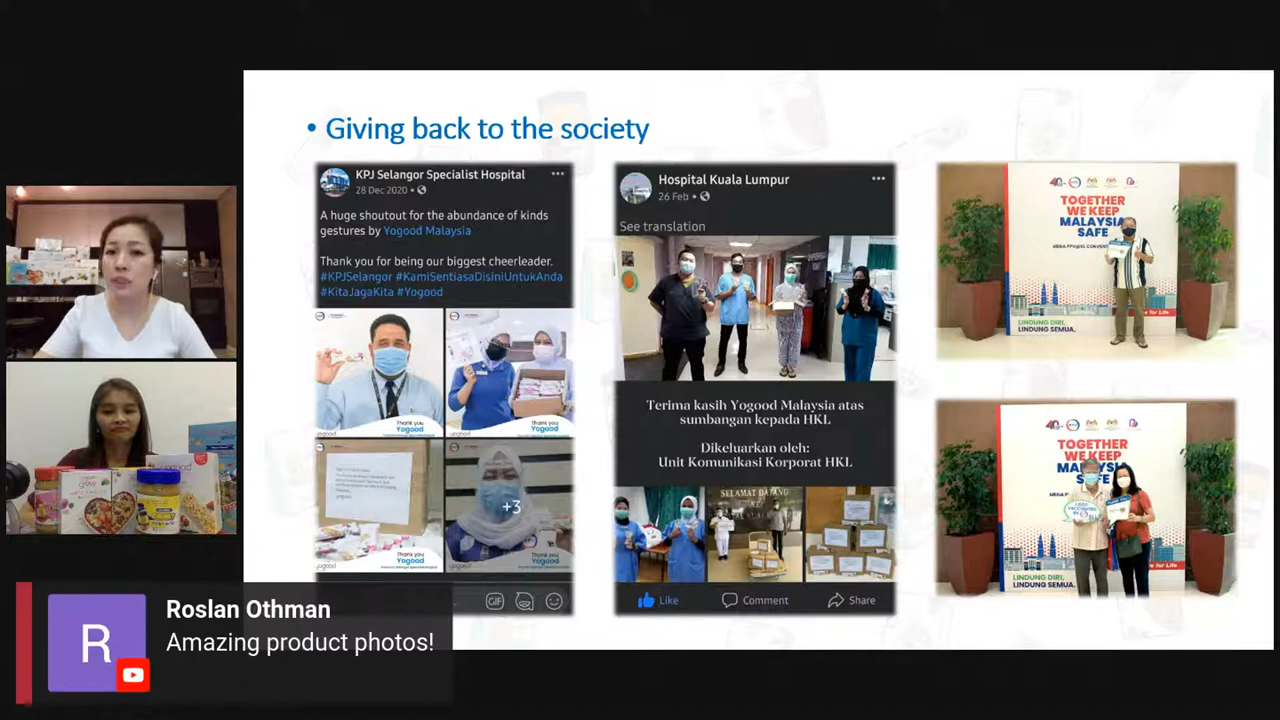 • Giving back to the society
KPJ Selangor Specialist Hospital
28 Dec 2020
A huge shoutout for the abundance of kinds
gestures by Yogood Malaysia
Thank you for being our biggest cheerleader.
#KPJSelangor #KamiSentiasaDisiniUntukAnda
#KitaJagaKita #Yogood
Thank you
Yogood
Thank you
Yogood
+3
Thank you
Yogood
Thank you
Yogood
GIF
Hospital Kuala Lumpur
26 Feb
See translation
Terima kasih Yogood Malaysia atas
sumbangan kepada HKL
Dikeluarkan oleh:
Unit Komunikasi Korporat HKL
SELAMAT DATANG
Like
Comment
Share
TOGETHER
WE KEEP
MALAYSIA
SAFE
LINDUNG DIRI,
LINDUNG SEMUA.
for Life
TOGETHER
WE KEEP
SAFE
LINDUNG DIRI,
LINDUNG SEMUA.
for Life
R
Roslan Othman
Amazing product photos!